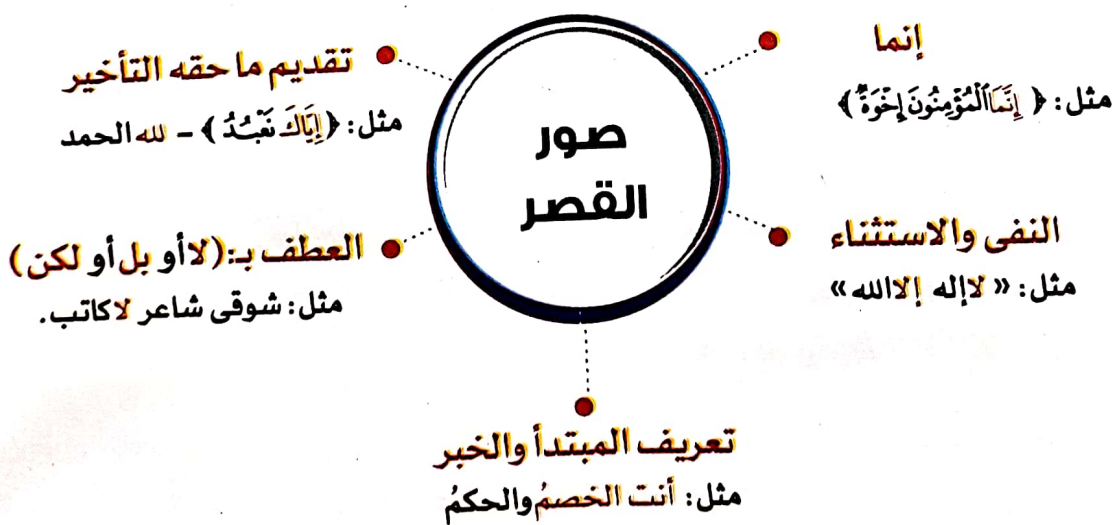 صور
القصر
إنما
مثل: ﴿ إِنَّمَا الْمُؤْمِنُونَ إِخْوَةٌ ﴾
النفى والاستثناء
مثل: « لا إله إلا الله »
تعريف المبتدأ والخبر
مثل: أنت الخصمُ والحكمُ
العطف بـ: (لا أو بل أو لكن)
مثل: شوقى شاعر لا كاتب.
تقديم ما حقه التأخير
مثل: ﴿ إِيَّاكَ نَعْبُدُ ﴾ - لله الحمد